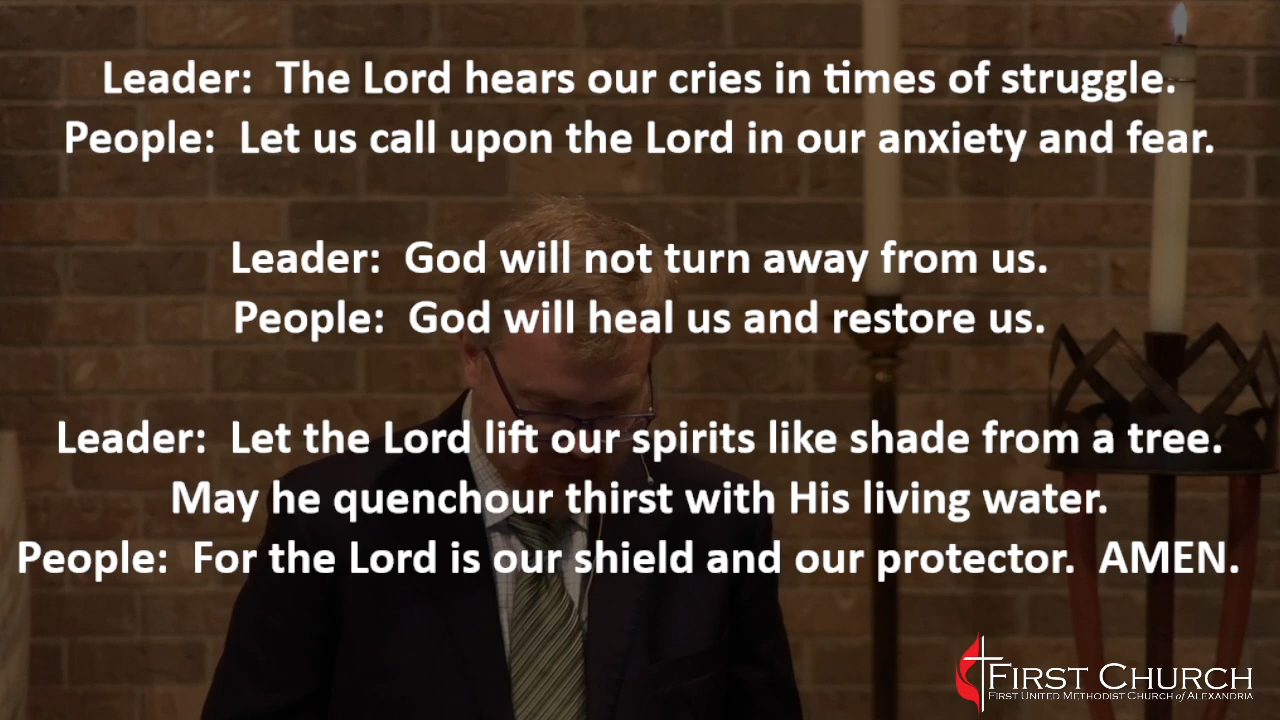 Leader:  The Lord hears our cries in times of struggle.
People:  Let us call upon the Lord in our anxiety and fear.
Leader:  God will not turn away from us.
People:  God will heal us and restore us.
Leader:  Let the Lord lift our spirits like shade from a tree.
May he quenchour thirst with His living water.
People:  For the Lord is our shield and our protector.  AMEN.
FIRST CHURCH
FIRST UNITED METHODIST CHURCH of ALEXANDRIA